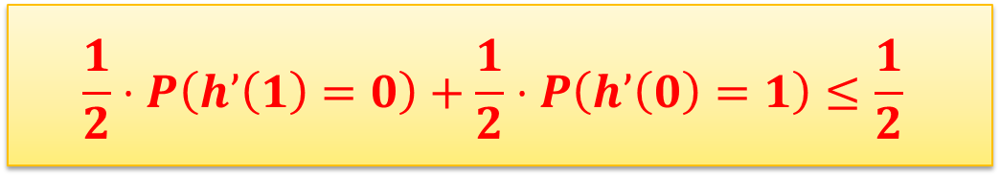 1/2 · P(h’(1) = 0) + 1/2 · P(h’(0) = 1) ≤ 1/2